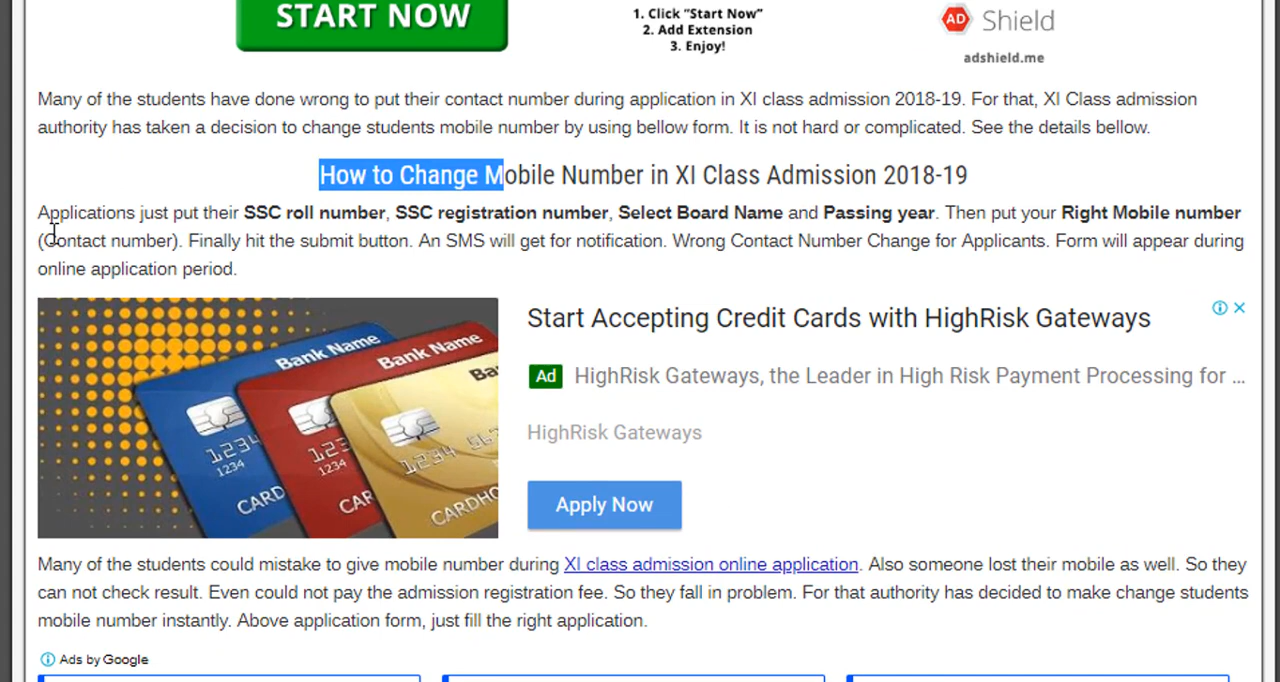 START NOW
1. Click "Start Now"
2. Add Extension
3. Enjoy!
AD Shield
adshield.me
Many of the students have done wrong to put their contact number during application in XI class admission 2018-19. For that, XI Class admission
authority has taken a decision to change students mobile number by using bellow form. It is not hard or complicated. See the details bellow.
How to Change Mobile Number in XI Class Admission 2018-19
Applications just put their SSC roll number, SSC registration number, Select Board Name and Passing year. Then put your Right Mobile number
(Contact number). Finally hit the submit button. An SMS will get for notification. Wrong Contact Number Change for Applicants. Form will appear during
online application period.
Bank Name
Bank Name
Ba
1234
1234
CARD
1234
1234
CAR
CARDHO
Start Accepting Credit Cards with HighRisk Gateways
Ad HighRisk Gateways, the Leader in High Risk Payment Processing for ...
HighRisk Gateways
Apply Now
Many of the students could mistake to give mobile number during XI class admission online application. Also someone lost their mobile as well. So they
can not check result. Even could not pay the admission registration fee. So they fall in problem. For that authority has decided to make change students
mobile number instantly. Above application form, just fill the right application.
Ads by Google